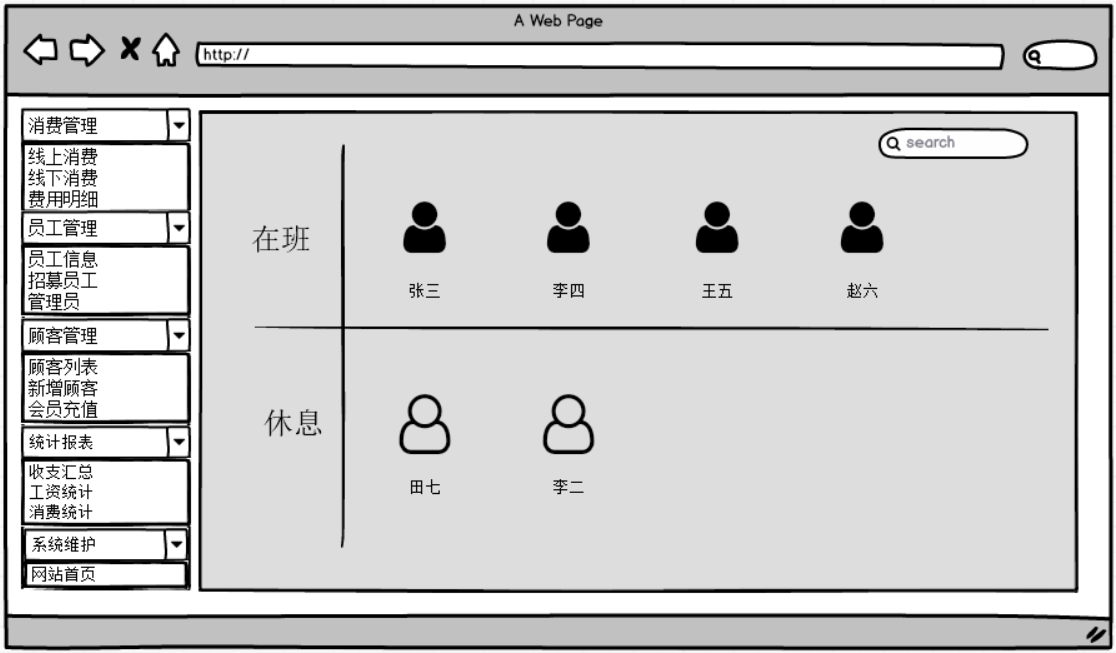 A Web Page
http://
消费管理
线上消费
线下消费
费用明细
员工管理
员工信息
招募员工
管理员
顾客管理
顾客列表
新增顾客
会员充值
统计报表
收支汇总
工资统计
消费统计
系统维护
网站首页
search
在班
张三
李四
王五
赵六
休息
田七
李二